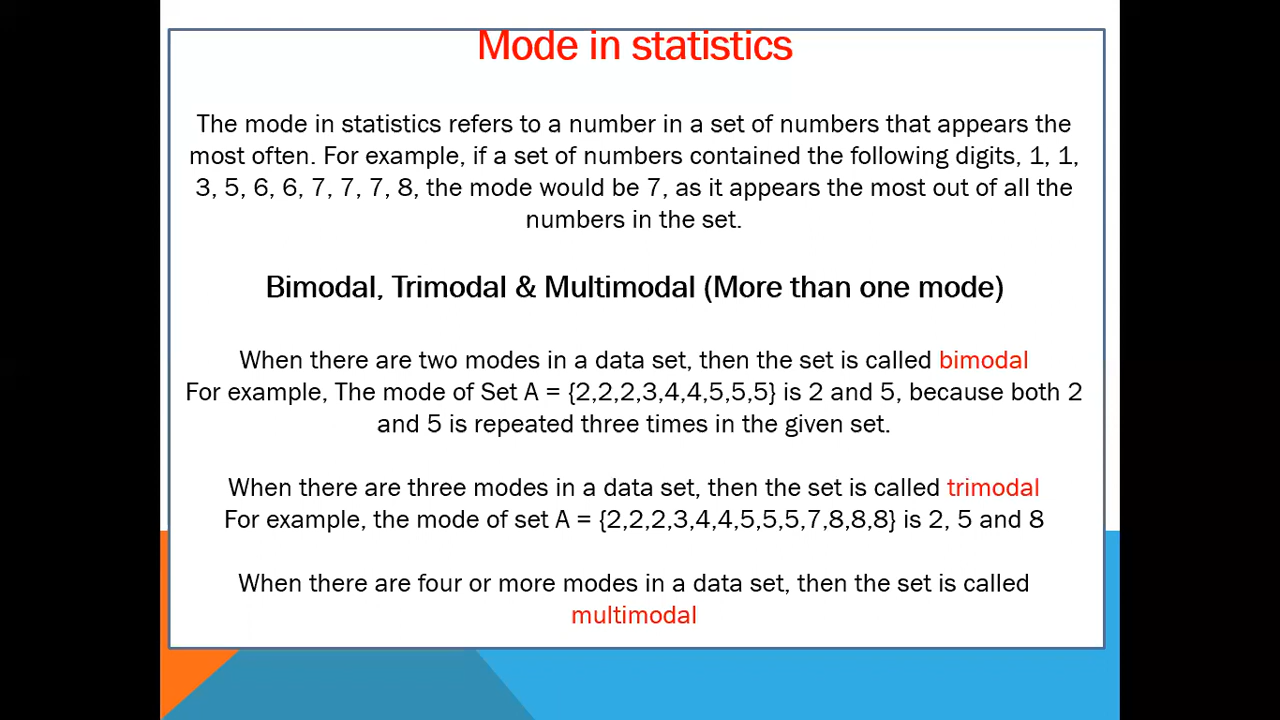 Mode in statistics
The mode in statistics refers to a number in a set of numbers that appears the
most often. For example, if a set of numbers contained the following digits, 1, 1,
3, 5, 6, 6, 7, 7, 7, 8, the mode would be 7, as it appears the most out of all the
numbers in the set.
Bimodal, Trimodal & Multimodal (More than one mode)
When there are two modes in a data set, then the set is called bimodal
For example, The mode of Set A = {2,2,2,3,4,4,5,5,5} is 2 and 5, because both 2
and 5 is repeated three times in the given set.
When there are three modes in a data set, then the set is called trimodal
For example, the mode of set A = {2,2,2,3,4,4,5,5,5,7,8,8,8} is 2, 5 and 8
When there are four or more modes in a data set, then the set is called
multimodal